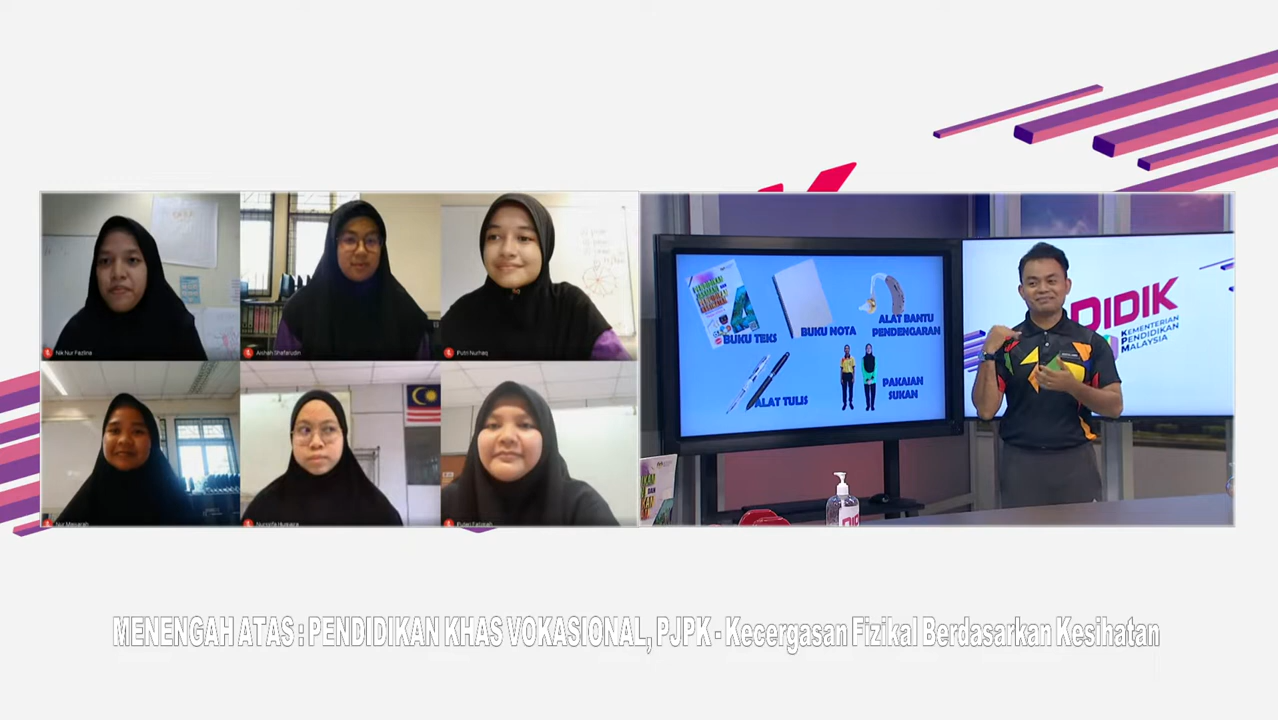 BUKU TEKS
BUKU NOTA
ALAT BANTU
PENDENGARAN
ALAT TULIS
PAKAIAN
SUKAN
DIDIK
KEMENTERIAN
PENDIDIKAN
MALAYSIA
Nik Nur Fazlina
Putri Nurhaq
DIDIK
MENENGAH ATAS : PENDIDIKAN KHAS VOKASIONAL, PJPK - Kecergasan Fizikal Berdasarkan Kesihatan